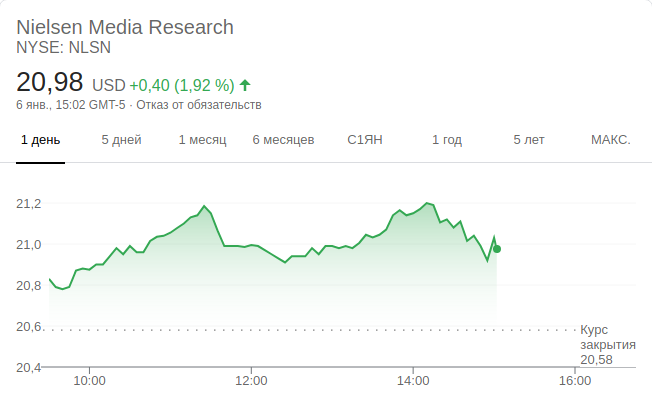 Nielsen Media Research
NYSE: NLSN
20,98 USD +0,40 (1,92 %)
6 янв., 15:02 GMT-5 · Отказ от обязательств
1 день 5 дней 1 месяц 6 месяцев С1ЯН 1 год 5 лет МАКС.
21,2
21,0
20,8
20,6
Курс
закрытия
20,58
20,4
10:00 12:00 14:00 16:00